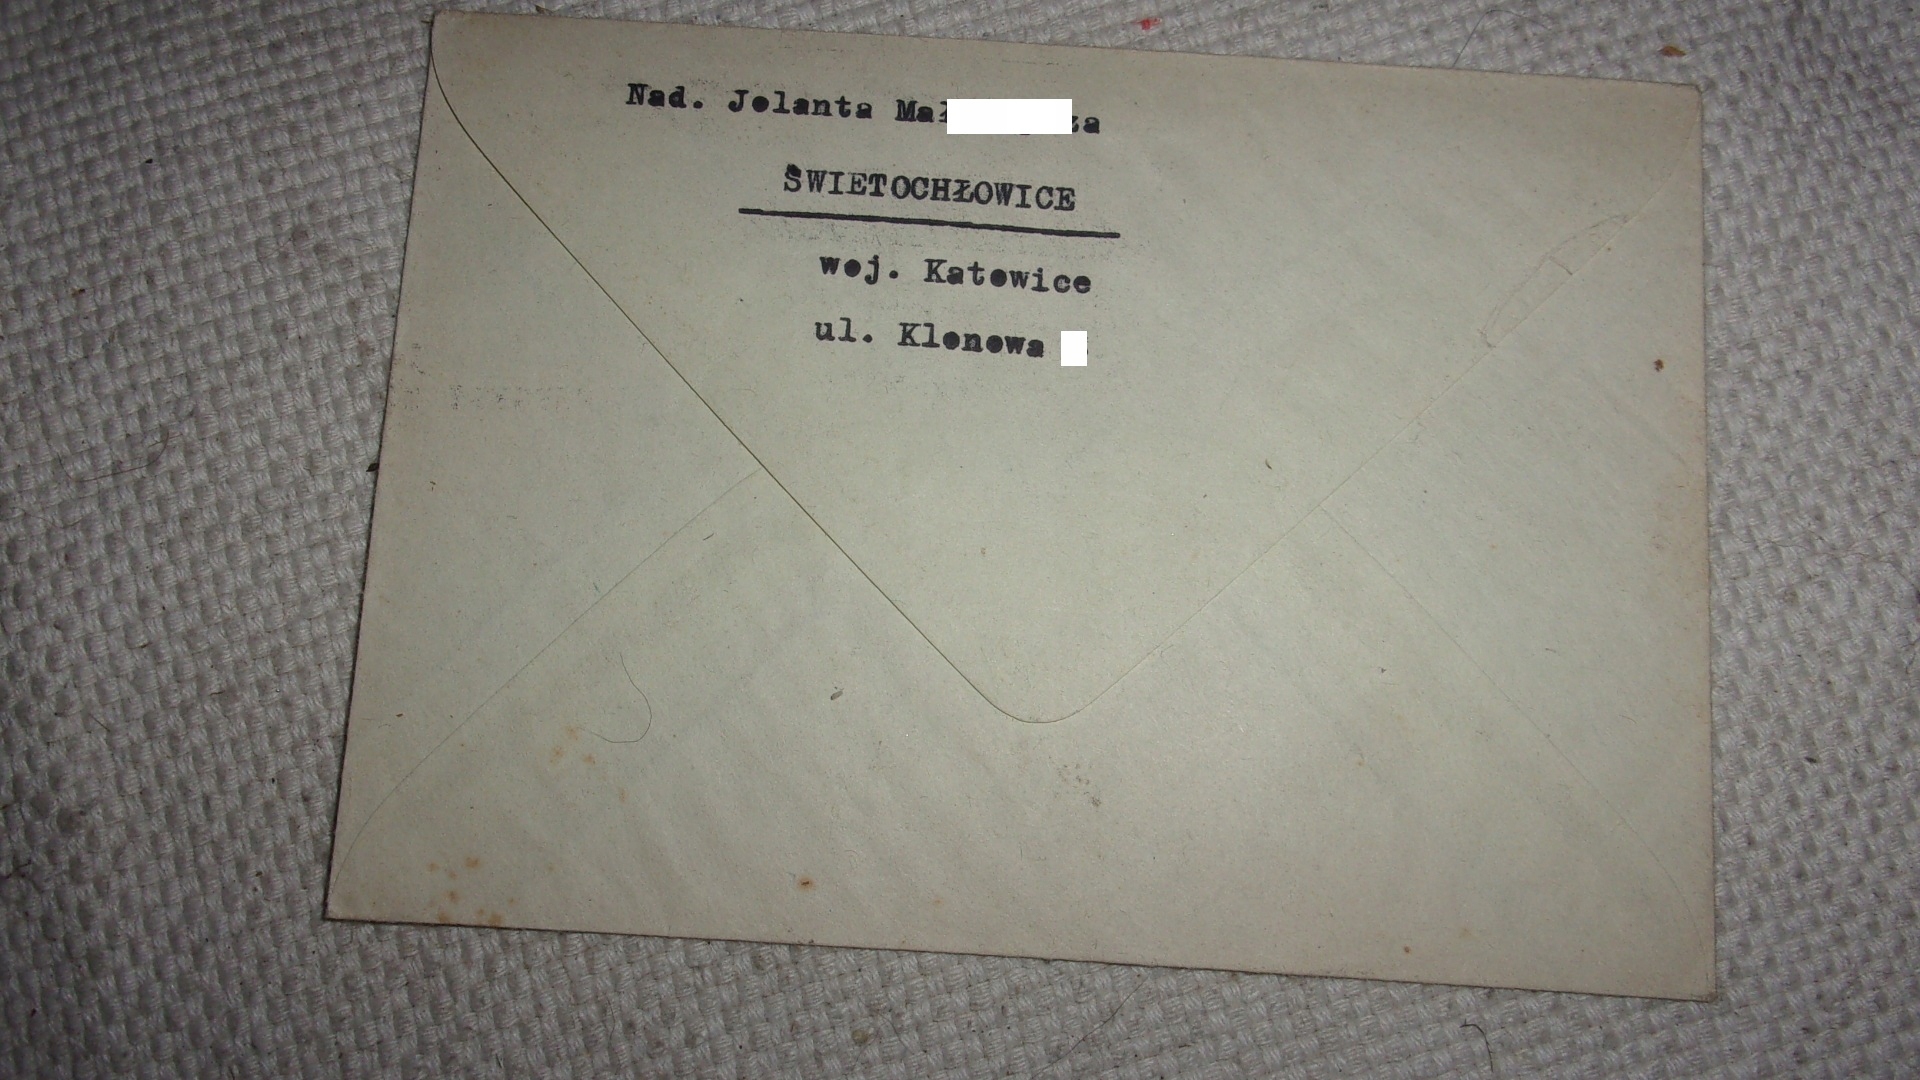 Nad. Jolanta
ŚWIETOCHŁOWICE
woj. Katowice
ul. Klonowa